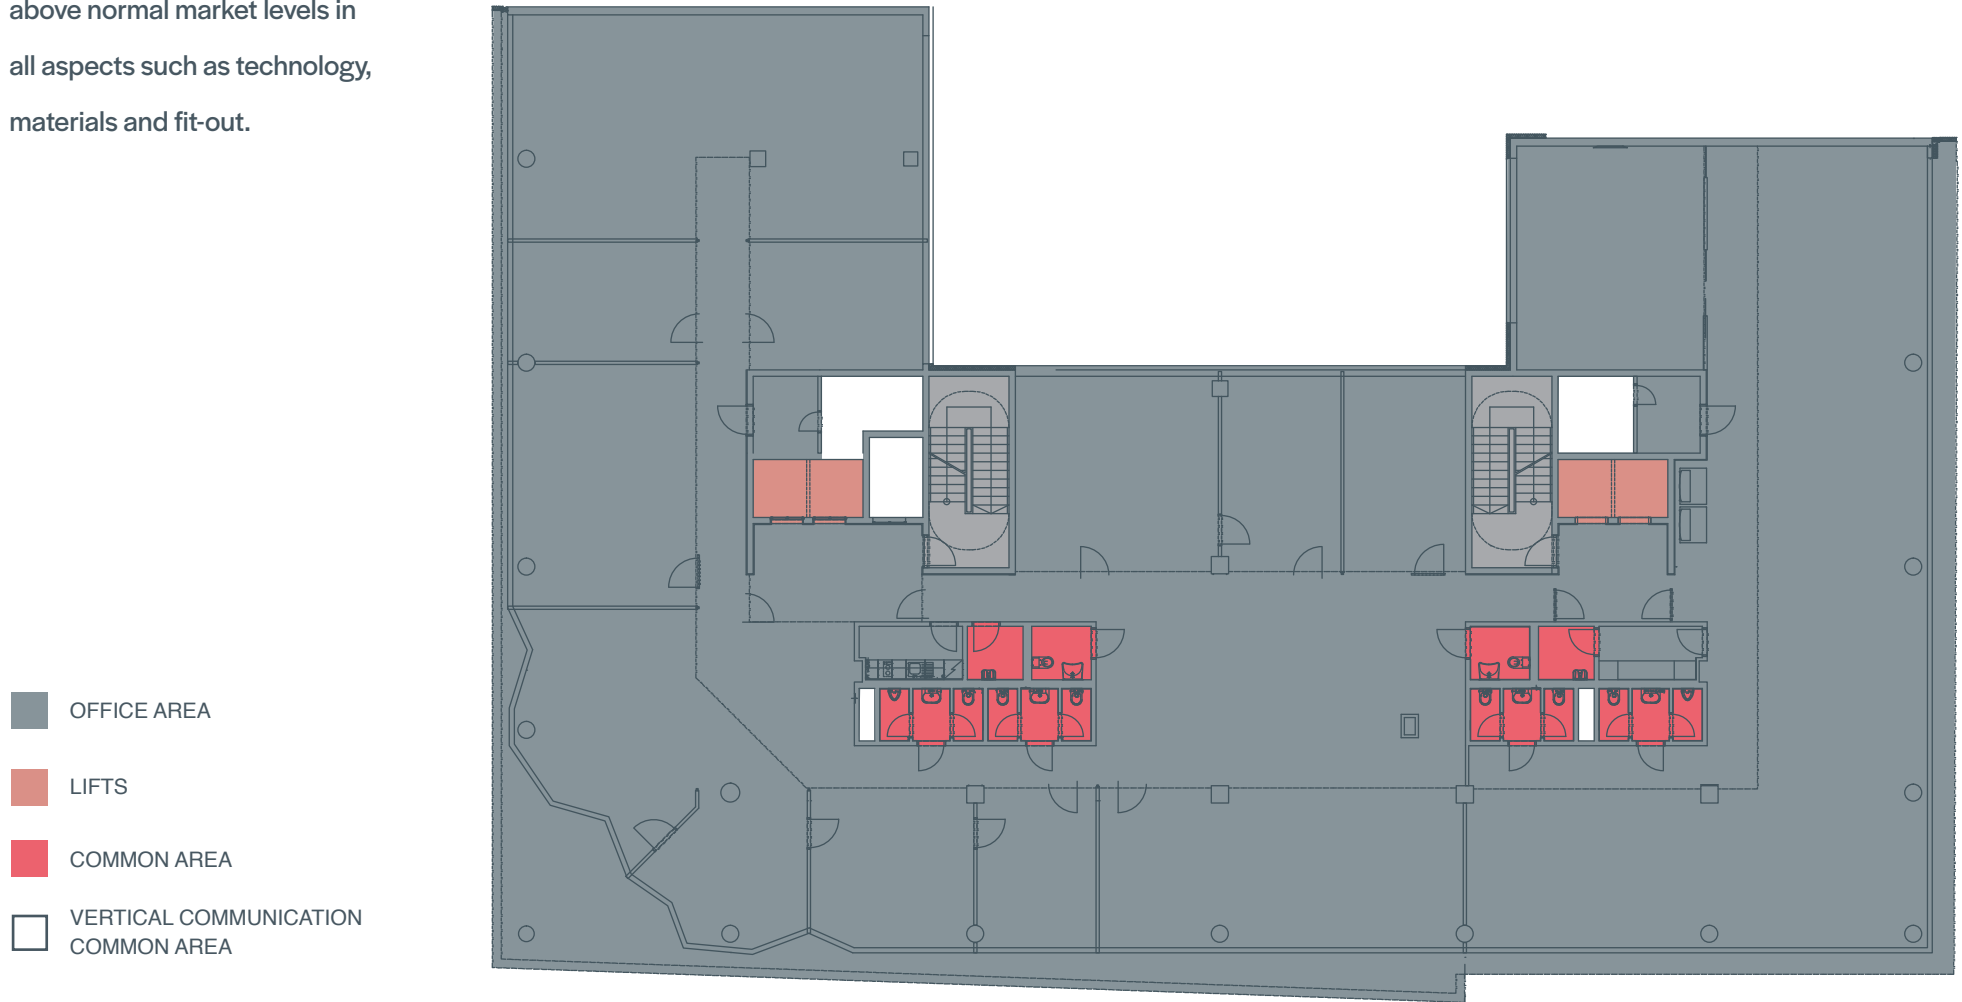 above normal market levels in
all aspects such as technology,
materials and fit-out.
OFFICE AREA
LIFTS
COMMON AREA
VERTICAL COMMUNICATION
COMMON AREA